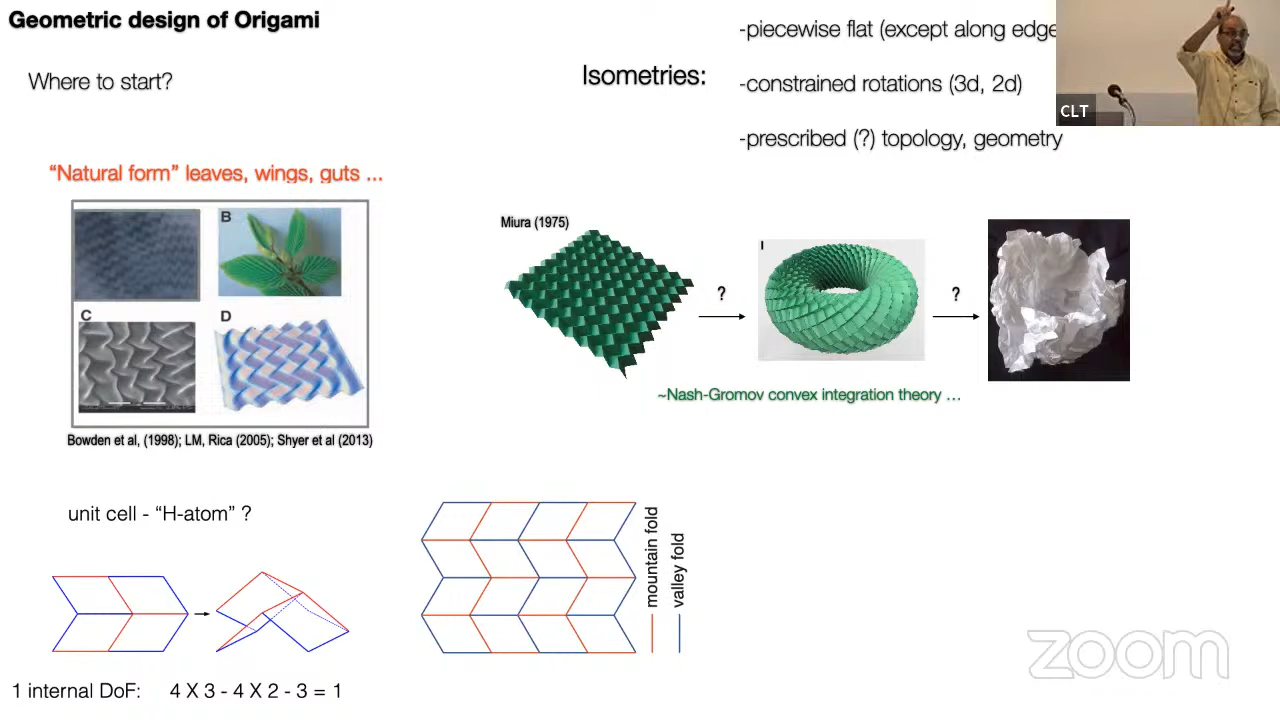 Geometric design of Origami
Where to start?
Isometries:
-piecewise flat (except along edge
-constrained rotations (3d, 2d)
-prescribed (?) topology, geometry
CLT
“Natural form” leaves, wings, guts ...
B
C
D
Bowden et al, (1998); LM, Rica (2005); Shyer et al (2013)
Miura (1975)
?
I
?
~Nash-Gromov convex integration theory ...
unit cell - “H-atom” ?
mountain fold
valley fold
1 internal DoF: 4 X 3 - 4 X 2 - 3 = 1
zoom